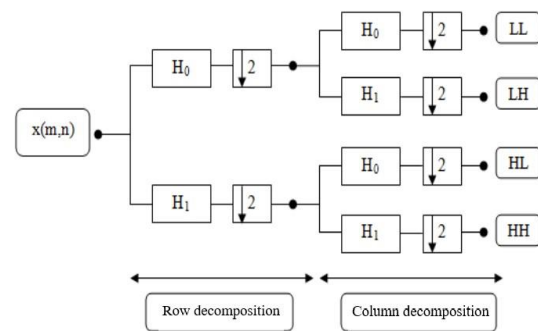 H₀ ↓2 LL
H₀ ↓2
H₁ ↓2 LH
x(m,n)
H₀ ↓2 HL
H₁ ↓2
H₁ ↓2 HH
Row decomposition Column decomposition